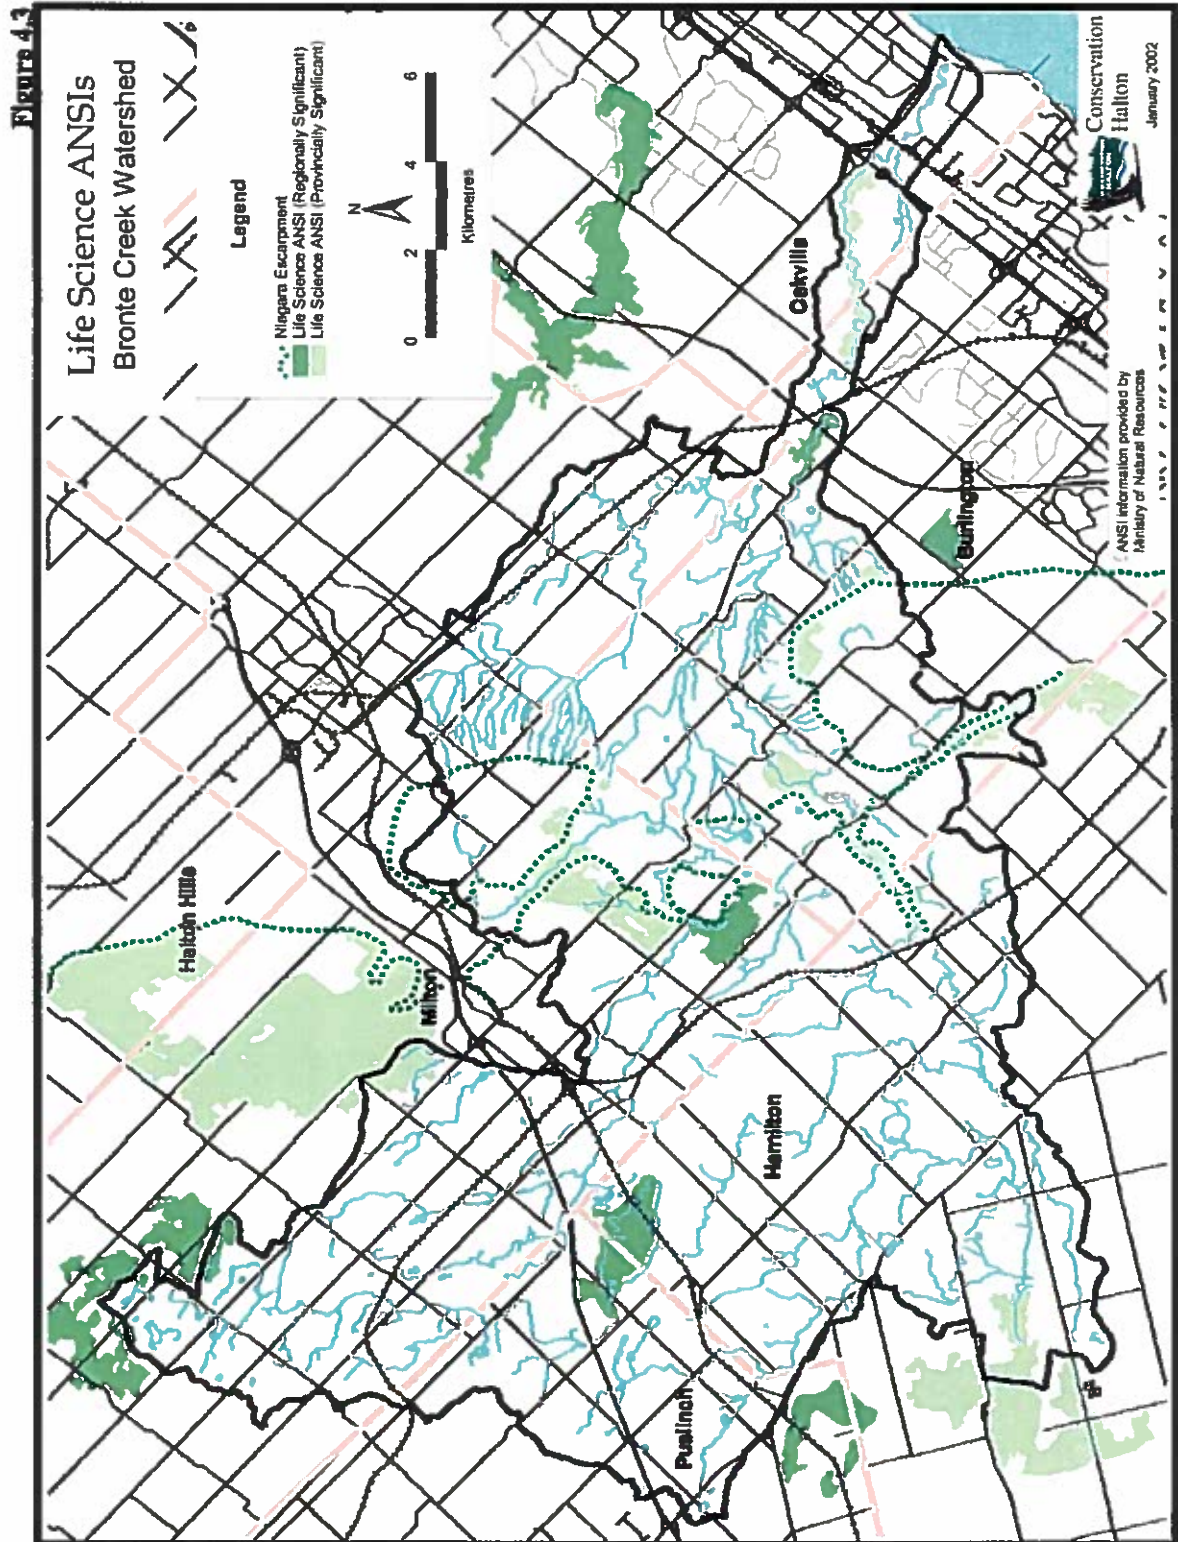 Figure 4.3
Life Science ANSIs
Bronte Creek Watershed
Legend
Niagara Escarpment
Life Science ANSI (Regionally Significant)
Life Science ANSI (Provincially Significant)
N
0 2 4 6
Kilometres
Halton Hills
Milton
Oakville
Burlington
Hamilton
Puslinch
ANSI information provided by
Ministry of Natural Resources
Conservation
Halton
January 2002